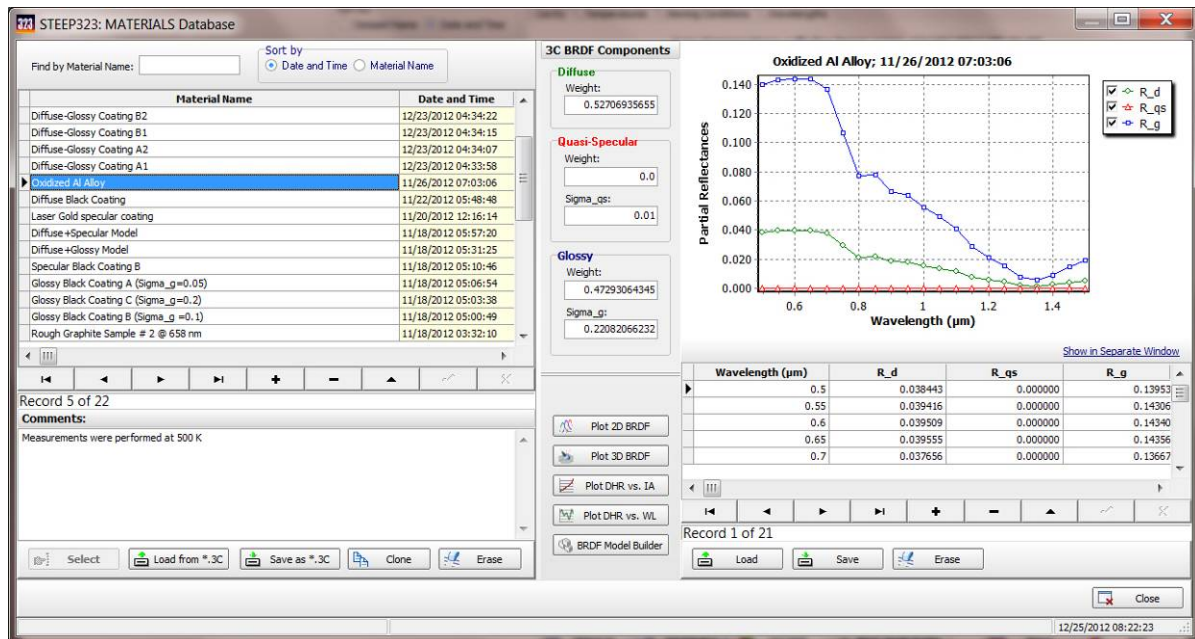 323 STEEP323: MATERIALS Database
Find by Material Name:
Sort by
Date and Time
Material Name
Material Name Date and Time
Diffuse-Glossy Coating B2 12/23/2012 04:34:22
Diffuse-Glossy Coating B1 12/23/2012 04:34:15
Diffuse-Glossy Coating A2 12/23/2012 04:34:07
Diffuse-Glossy Coating A1 12/23/2012 04:33:58
Oxidized Al Alloy 11/26/2012 07:03:06
Diffuse Black Coating 11/22/2012 05:48:48
Laser Gold specular coating 11/20/2012 12:16:14
Diffuse+Specular Model 11/18/2012 05:57:20
Diffuse+Glossy Model 11/18/2012 05:31:25
Specular Black Coating B 11/18/2012 05:10:46
Glossy Black Coating A (Sigma_g=0.05) 11/18/2012 05:06:54
Glossy Black Coating C (Sigma_g=0.2) 11/18/2012 05:03:38
Glossy Black Coating B (Sigma_g =0.1) 11/18/2012 05:00:49
Rough Graphite Sample # 2 @ 658 nm 11/18/2012 03:32:10
Record 5 of 22
Comments:
Measurements were performed at 500 K
Select
Load from *.3C
Save as *.3C
Clone
Erase
3C BRDF Components
Diffuse
Weight:
0.52706935655
Quasi-Specular
Weight:
0.0
Sigma_qs:
0.01
Glossy
Weight:
0.47293064345
Sigma_g:
0.22082066232
Plot 2D BRDF
Plot 3D BRDF
Plot DHR vs. IA
Plot DHR vs. WL
BRDF Model Builder
Oxidized Al Alloy; 11/26/2012 07:03:06
Partial Reflectances
0.140
0.120
0.100
0.080
0.060
0.040
0.020
0.000
0.6 0.8 1 1.2 1.4
Wavelength (µm)
R_d
R_qs
R_g
Show in Separate Window
Wavelength (µm) R_d R_qs R_g
0.5 0.038443 0.000000 0.13953
0.55 0.039416 0.000000 0.14306
0.6 0.039509 0.000000 0.14340
0.65 0.039555 0.000000 0.14356
0.7 0.037656 0.000000 0.13667
Record 1 of 21
Load
Save
Erase
Close
12/25/2012 08:22:23